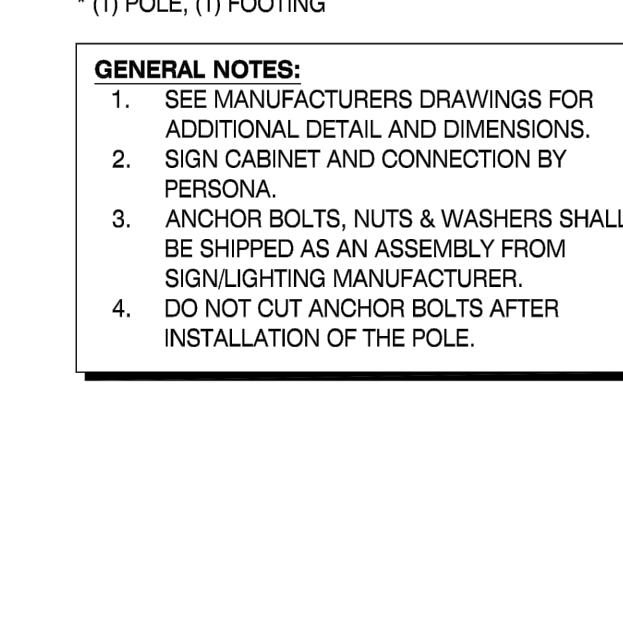 * (1) POLE, (1) FOOTING
GENERAL NOTES:
1. SEE MANUFACTURERS DRAWINGS FOR
ADDITIONAL DETAIL AND DIMENSIONS.
2. SIGN CABINET AND CONNECTION BY
PERSONA.
3. ANCHOR BOLTS, NUTS & WASHERS SHALL
BE SHIPPED AS AN ASSEMBLY FROM
SIGN/LIGHTING MANUFACTURER.
4. DO NOT CUT ANCHOR BOLTS AFTER
INSTALLATION OF THE POLE.